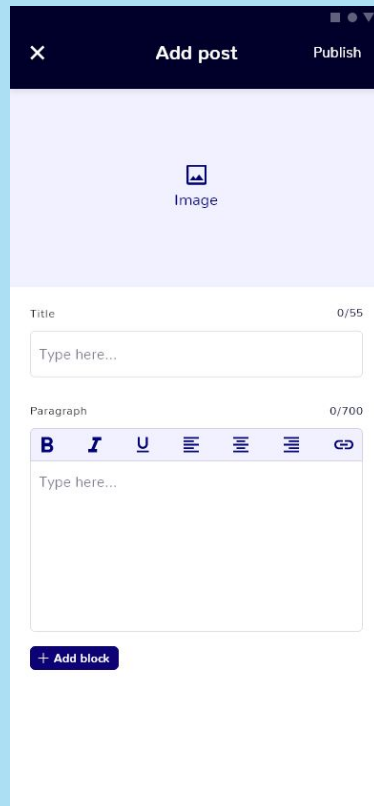 Add post
Publish
Image
Title
0/55
Type here...
Paragraph
0/700
B I U
Type here...
+ Add block